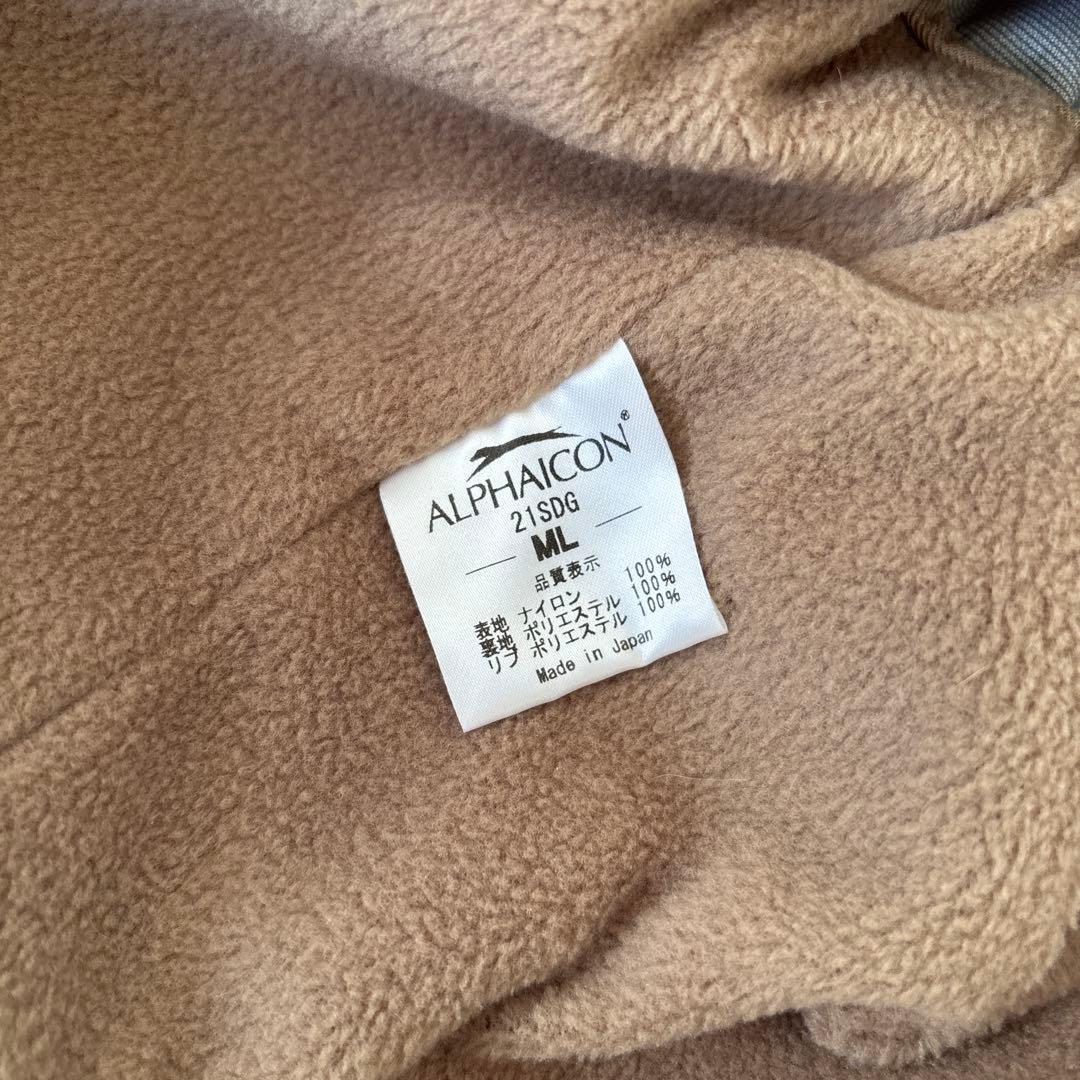 ALPHAICON®
21SDG
ML
品質表示
表地 ナイロン 100%
裏地 ポリエステル 100%
リブ ポリエステル 100%
Made in Japan